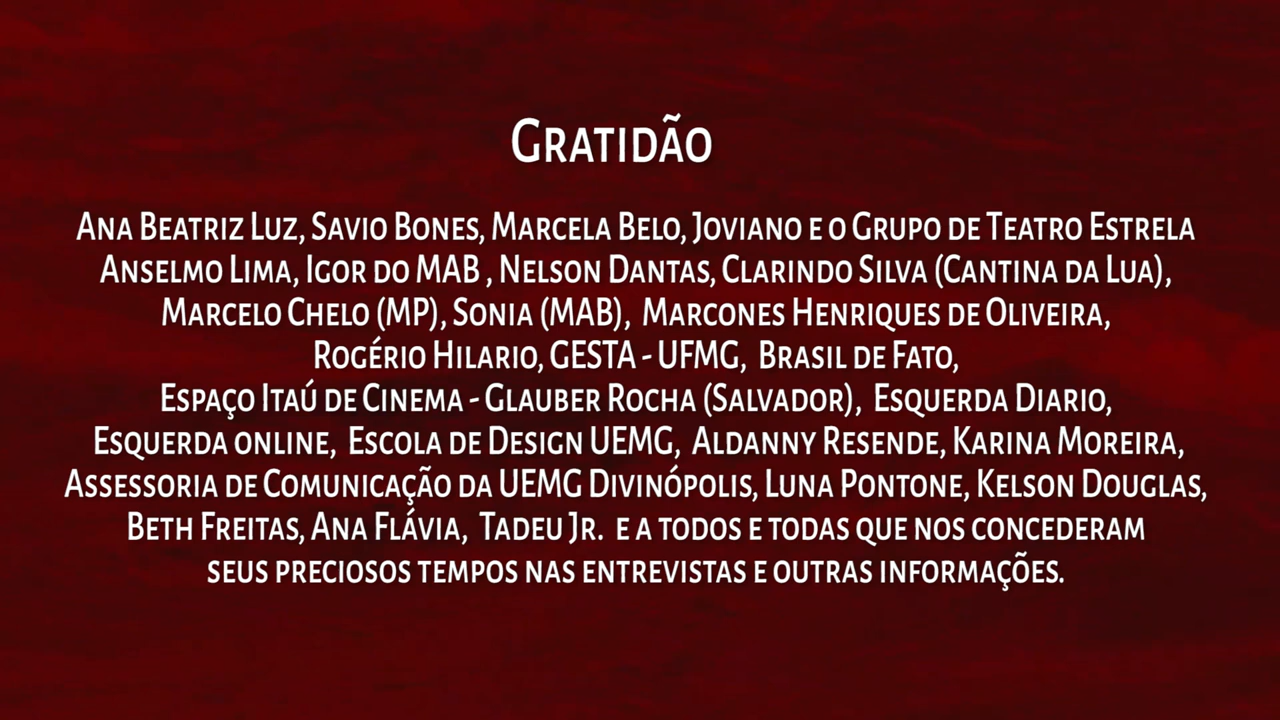 Gratidão
Ana Beatriz Luz, Savio Bones, Marcela Belo, Joviano e o Grupo de Teatro Estrela
Anselmo Lima, Igor do MAB , Nelson Dantas, Clarindo Silva (Cantina da Lua),
Marcelo Chelo (MP), Sonia (MAB),  Marcones Henriques de Oliveira,
Rogério Hilario, GESTA - UFMG,  Brasil de Fato,
Espaço Itaú de Cinema - Glauber Rocha (Salvador),  Esquerda Diario,
Esquerda online,  Escola de Design UEMG,  Aldanny Resende, Karina Moreira,
Assessoria de Comunicação da UEMG Divinópolis, Luna Pontone, Kelson Douglas,
Beth Freitas, Ana Flávia,  Tadeu Jr.  e a todos e todas que nos concederam
seus preciosos tempos nas entrevistas e outras informações.